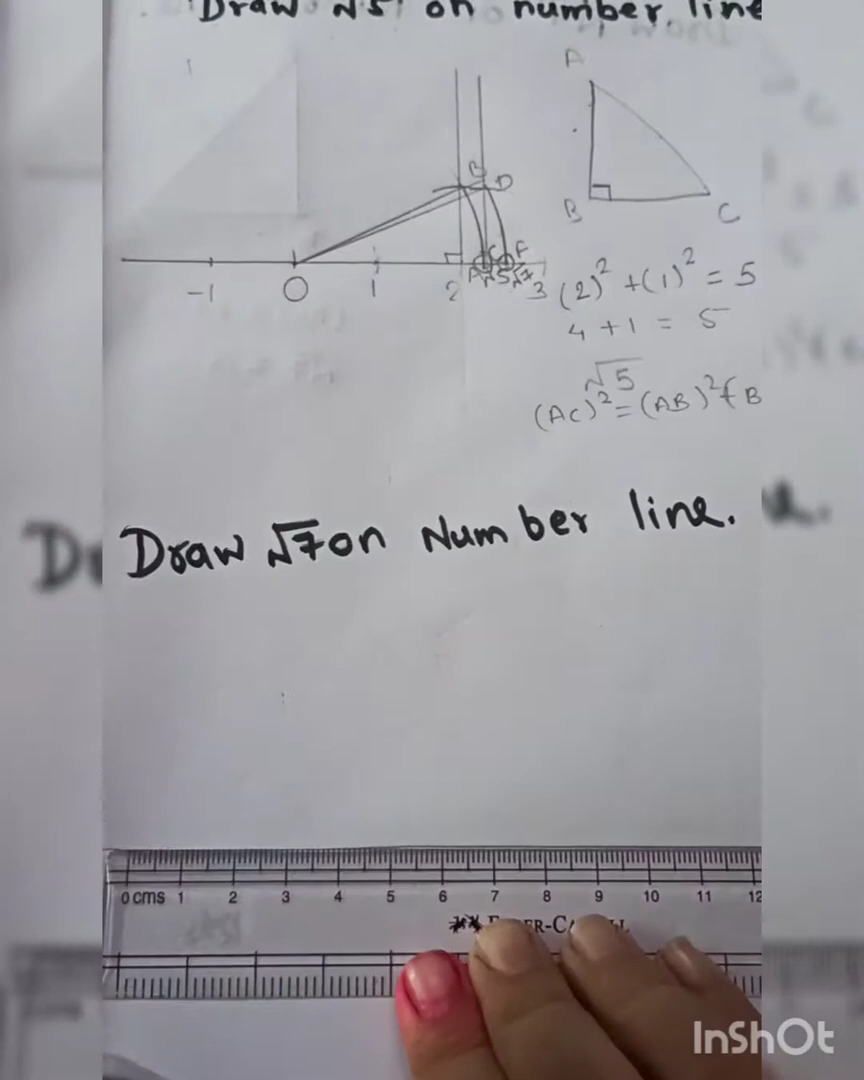 Draw √5 on number line
A
B
C
B D
C F
A √5 √7
-1 0 1 2 3
(2)² + (1)² = 5
4 + 1 = 5
√5
(AC)² = (AB)² + B
Draw √7 on Number line.
0 cms 1 2 3 4 5 6 7 8 9 10 11 12
InShOt